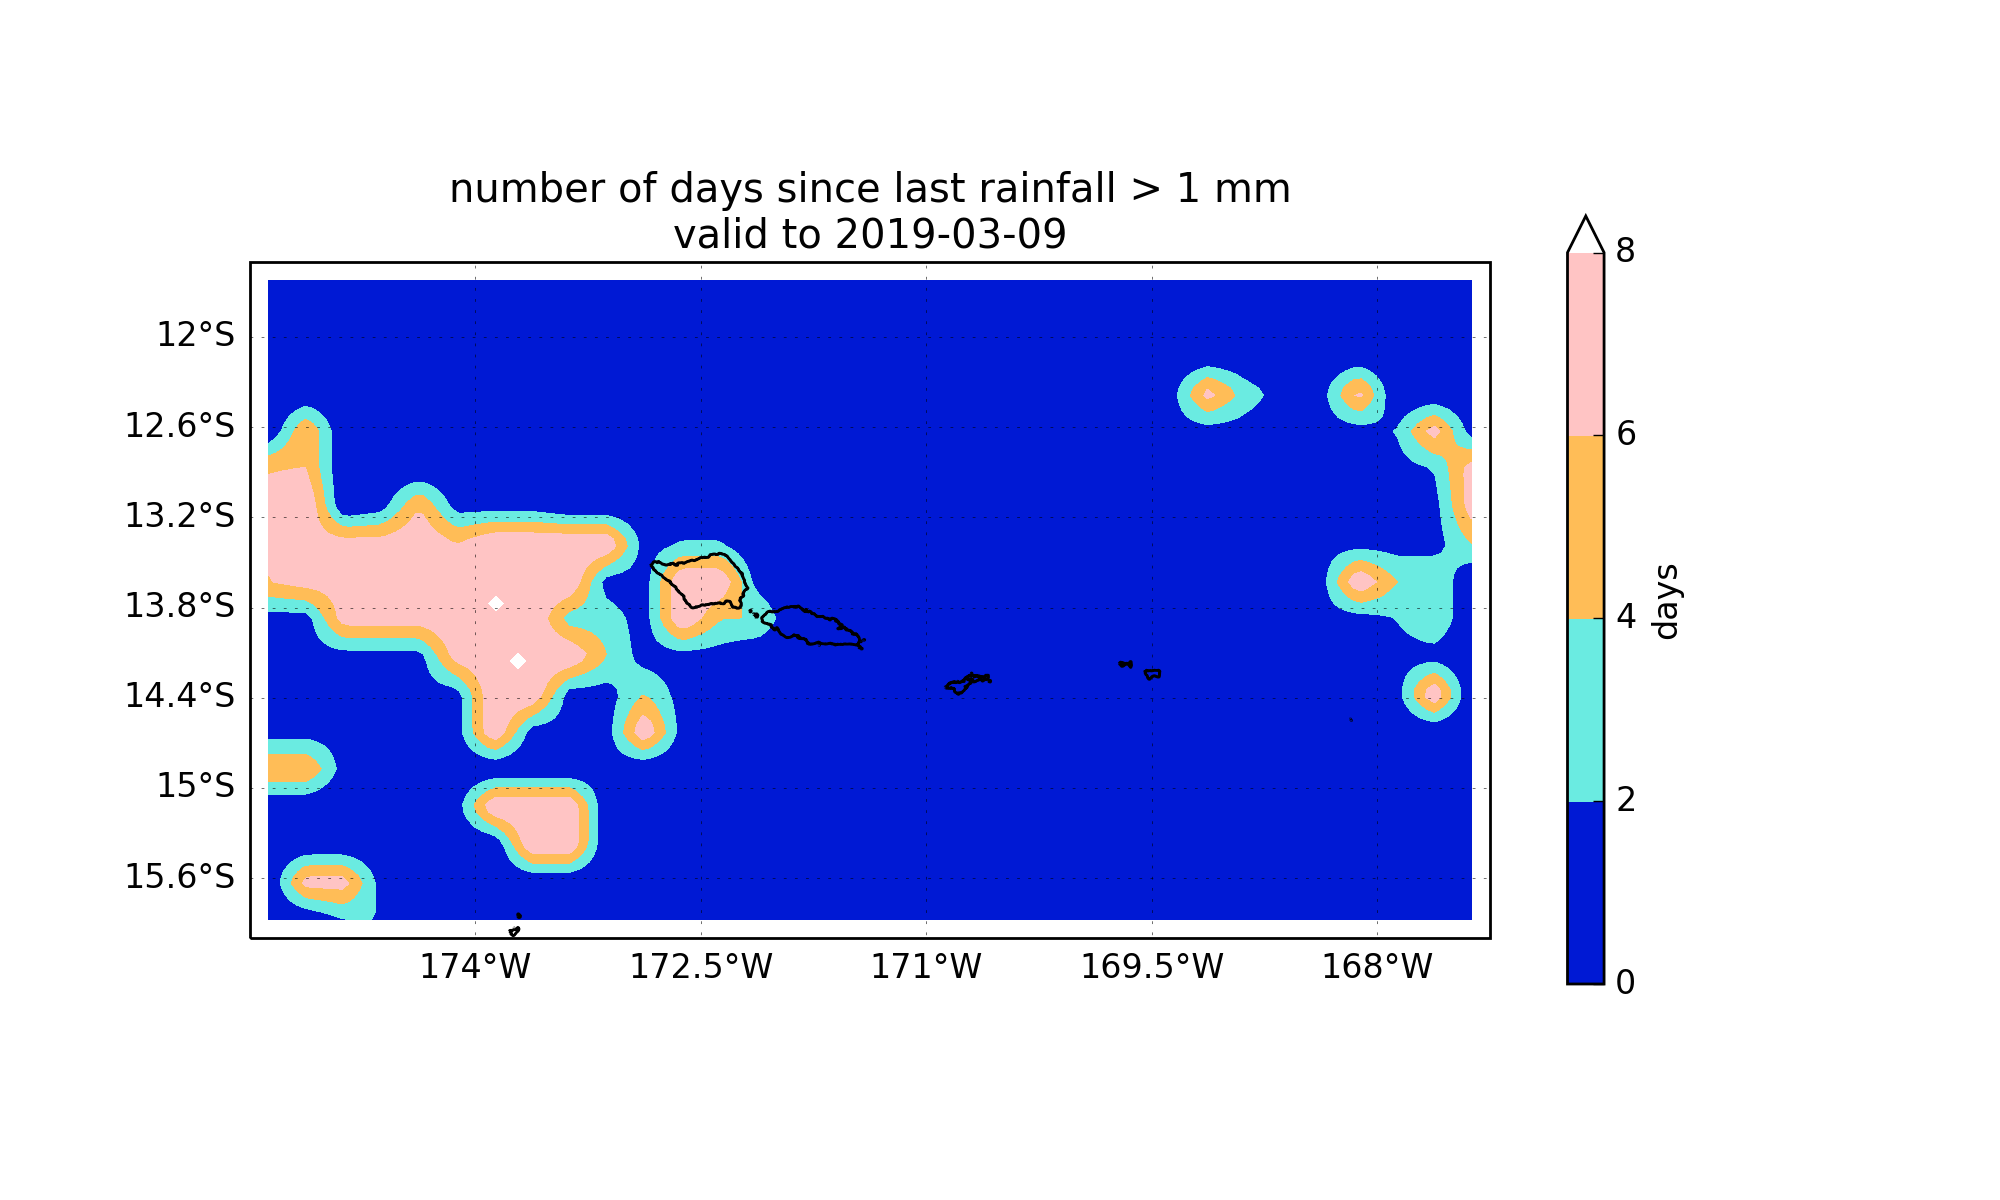 number of days since last rainfall > 1 mm
valid to 2019-03-09
12°S
12.6°S
13.2°S
13.8°S
14.4°S
15°S
15.6°S
174°W
172.5°W
171°W
169.5°W
168°W
8
6
4
2
0
days